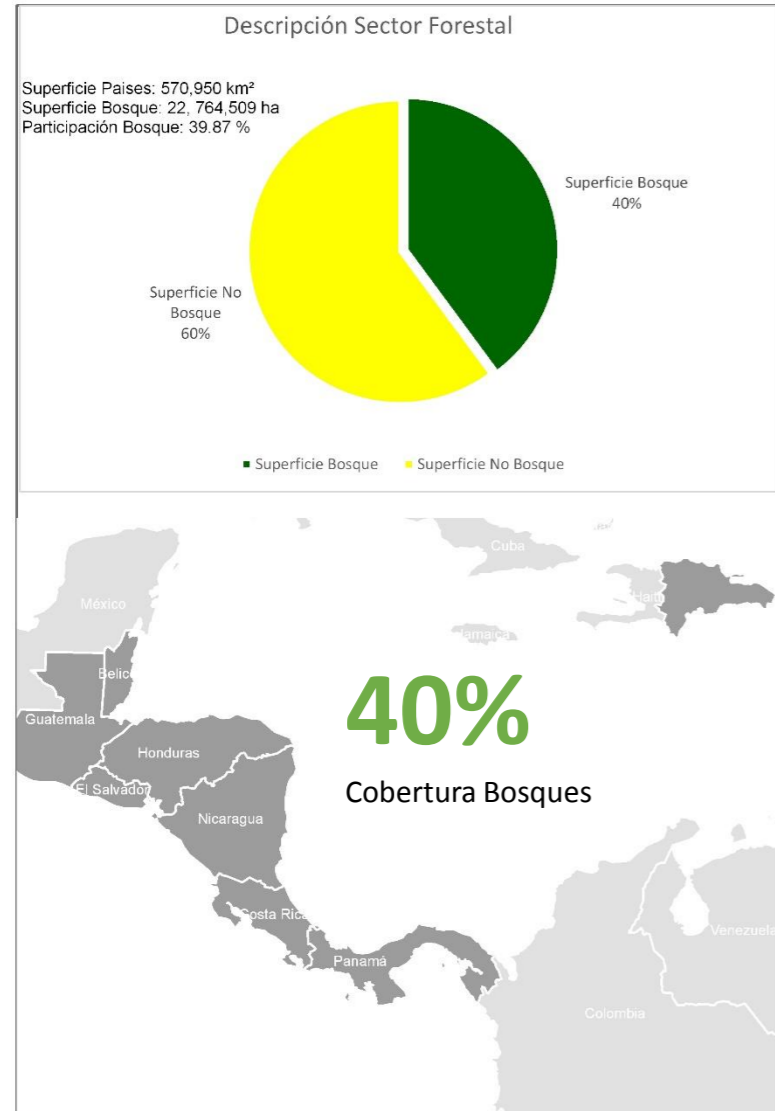 Descripción Sector Forestal
Superficie Paises: 570,950 km²
Superficie Bosque: 22, 764,509 ha
Participación Bosque: 39.87 %
Superficie Bosque
40%
Superficie No
Bosque
60%
Superficie Bosque
Superficie No Bosque
Cuba
México
Haití
Jamaica
Belice
Guatemala
40%
Honduras
El Salvador
Cobertura Bosques
Nicaragua
Costa Rica
Venezuela
Panamá
Colombia